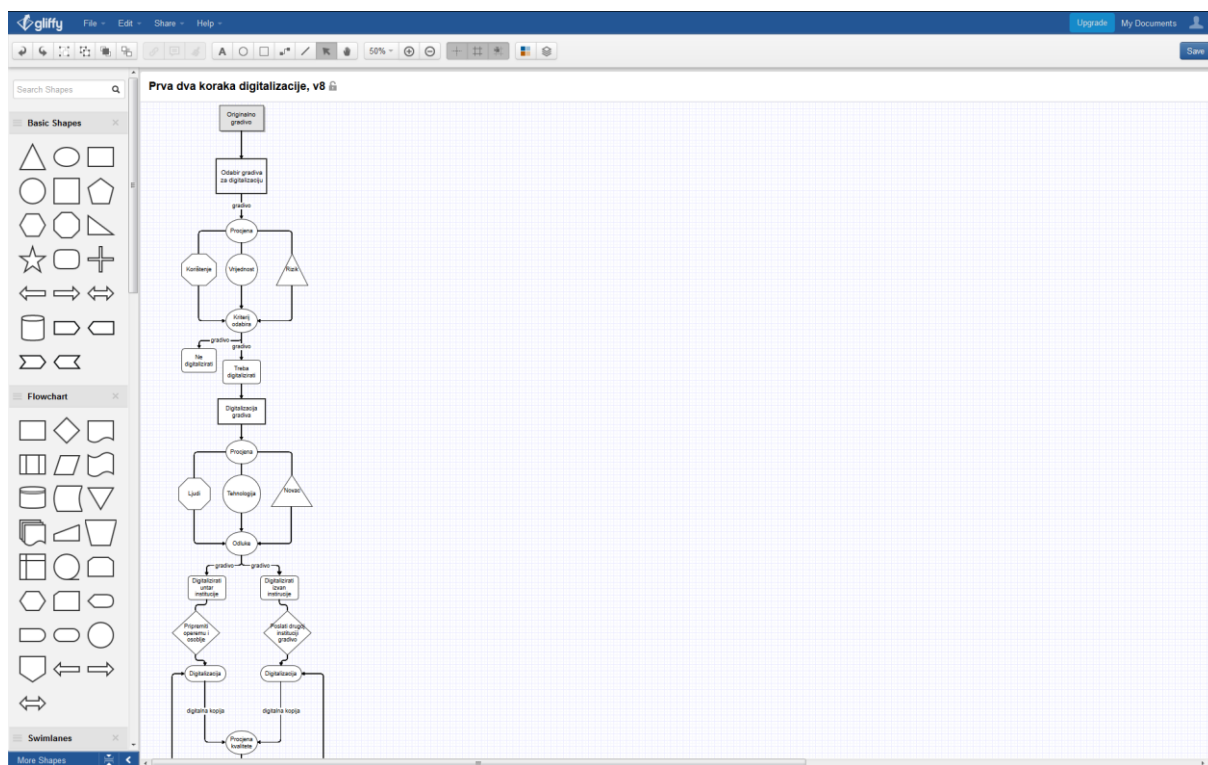 gliffy
File Edit Share Help
Upgrade My Documents
A 50%
Save
Search Shapes
Prva dva koraka digitalizacije, v8
Basic Shapes
Flowchart
Swimlanes
More Shapes
Originalno
gradivo
Odabir gradiva
za digitalizaciju
gradivo
Procjena
Korištenje Vrijednost Rizik
Kriterij
odabira
gradivo
gradivo
Ne
digitalizirati
Treba
digitalizirati
Digitalizacija
gradiva
Procjena
Ljudi Tehnologija Novac
Odluka
gradivo gradivo
Digitalizirati
untar
institucije
Digitalizirati
izvan
instrucije
Pripremiti
operemu i
osoblje
Poslati drugoj
instituciji
gradivo
Digitalizacija Digitalizacija
digitalna kopija digitalna kopija
Procjena
kvalitete